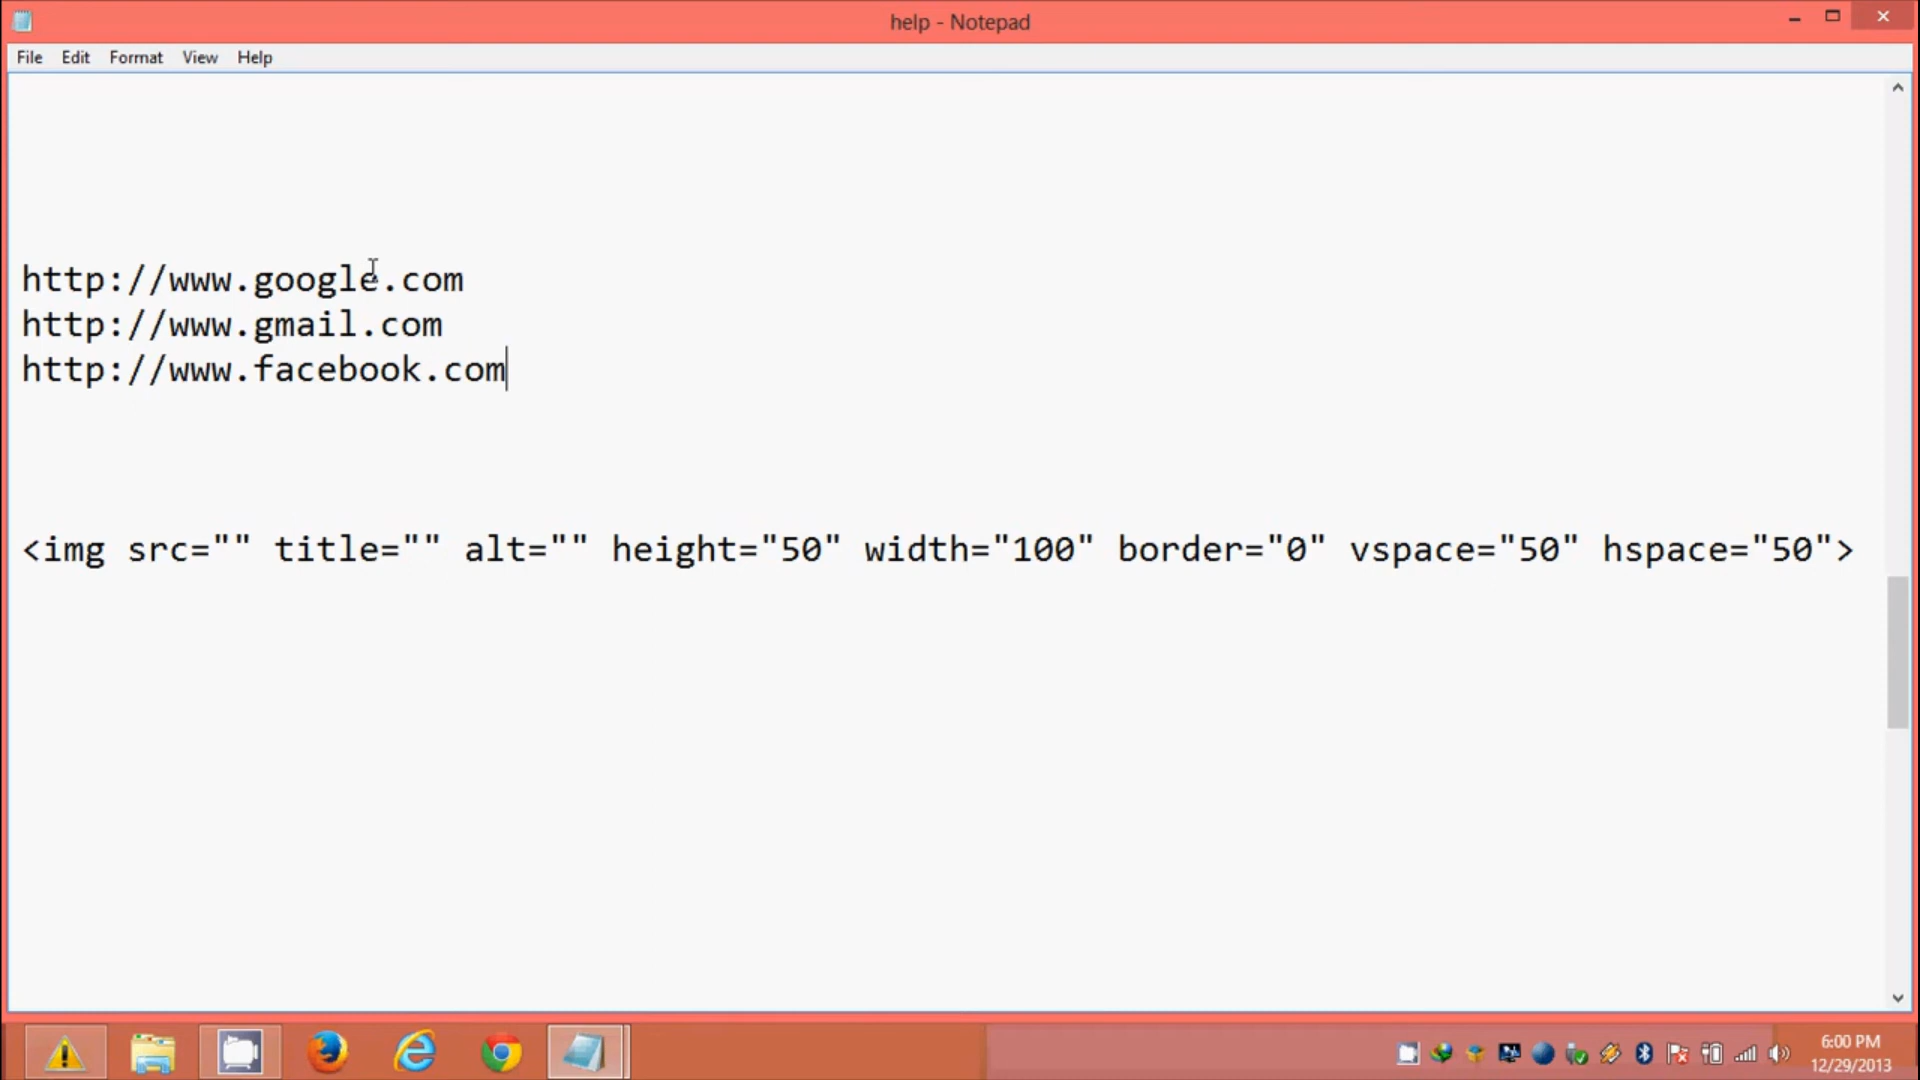 help - Notepad
File Edit Format View Help
http://www.google.com
http://www.gmail.com
http://www.facebook.com
<img src="" title="" alt="" height="50" width="100" border="0" vspace="50" hspace="50">
6:00 PM
12/29/2013